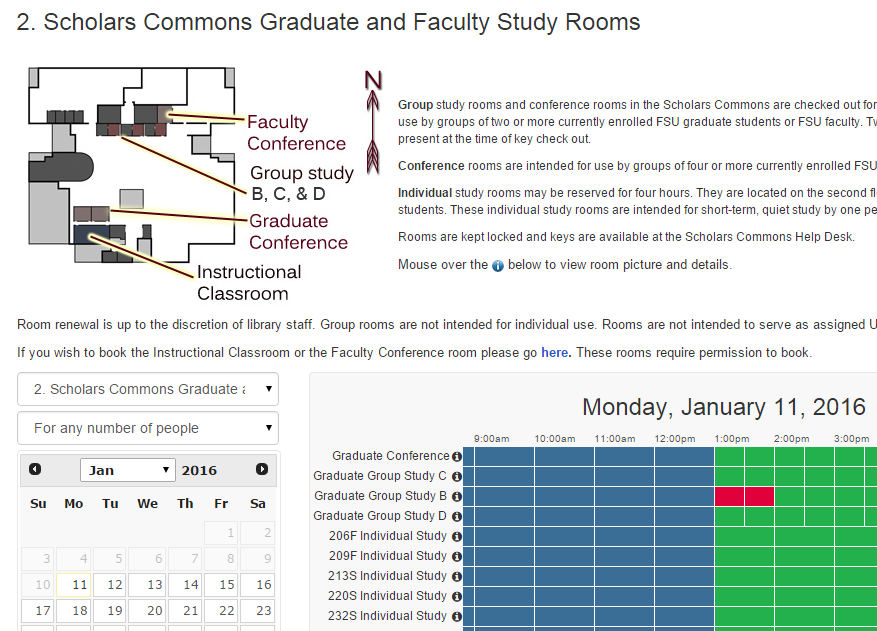 2. Scholars Commons Graduate and Faculty Study Rooms
N
Faculty
Conference
Group study
B, C, & D
Graduate
Conference
Instructional
Classroom
Group study rooms and conference rooms in the Scholars Commons are checked out for
use by groups of two or more currently enrolled FSU graduate students or FSU faculty.
present at the time of key check out.
Conference rooms are intended for use by groups of four or more currently enrolled FSU
Individual study rooms may be reserved for four hours. They are located on the second
students. These individual study rooms are intended for short-term, quiet study by one
Rooms are kept locked and keys are available at the Scholars Commons Help Desk.
Mouse over the i below to view room picture and details.
Room renewal is up to the discretion of library staff. Group rooms are not intended for individual use. Rooms are not intended to serve as assigned
If you wish to book the Instructional Classroom or the Faculty Conference room please go here. These rooms require permission to book.
2. Scholars Commons Graduate
For any number of people
Jan 2016
Su Mo Tu We Th Fr Sa
1 2
3 4 5 6 7 8 9
10 11 12 13 14 15 16
17 18 19 20 21 22 23
Monday, January 11, 2016
9:00am 10:00am 11:00am 12:00pm 1:00pm 2:00pm 3:00pm
Graduate Conference
Graduate Group Study C
Graduate Group Study B
Graduate Group Study D
206F Individual Study
209F Individual Study
213S Individual Study
220S Individual Study
232S Individual Study